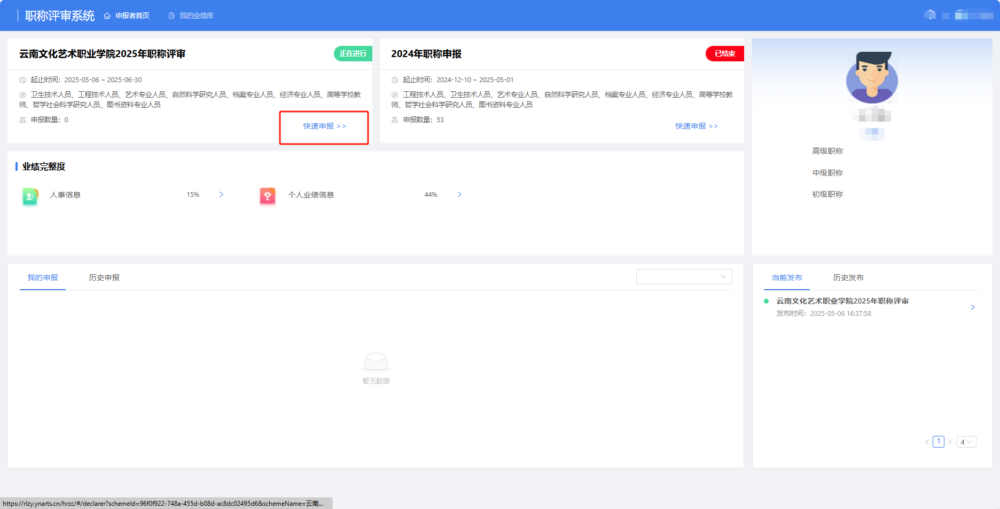 职称评审系统
申报者首页
我的业绩库
云南文化艺术职业学院2025年职称评审
正在进行
起止时间：2025-05-06 ~ 2025-06-30
卫生技术人员、工程技术人员、艺术专业人员、自然科学研究人员、档案专业人员、经济专业人员、高等学校教
师、哲学社会科学研究人员、图书资料专业人员
申报数量：0
快速申报 >>
2024年职称申报
已结束
起止时间：2024-12-10 ~ 2025-05-01
工程技术人员、卫生技术人员、艺术专业人员、自然科学研究人员、档案专业人员、经济专业人员、高等学校教
师、哲学社会科学研究人员、图书资料专业人员
申报数量：53
快速申报 >>
高级职称
中级职称
初级职称
业绩完整度
人事信息
15%
>
个人业绩信息
44%
>
我的申报
历史申报
暂无数据
当前发布
历史发布
云南文化艺术职业学院2025年职称评审
发布时间：2025-05-06 16:37:58
>
< 1 > 4
https://rlzy.ynarts.cn/hrzc/#/declarer?schemeId=96f0f922-748a-455d-b08d-ac8dc02495d6&schemeName=云南...